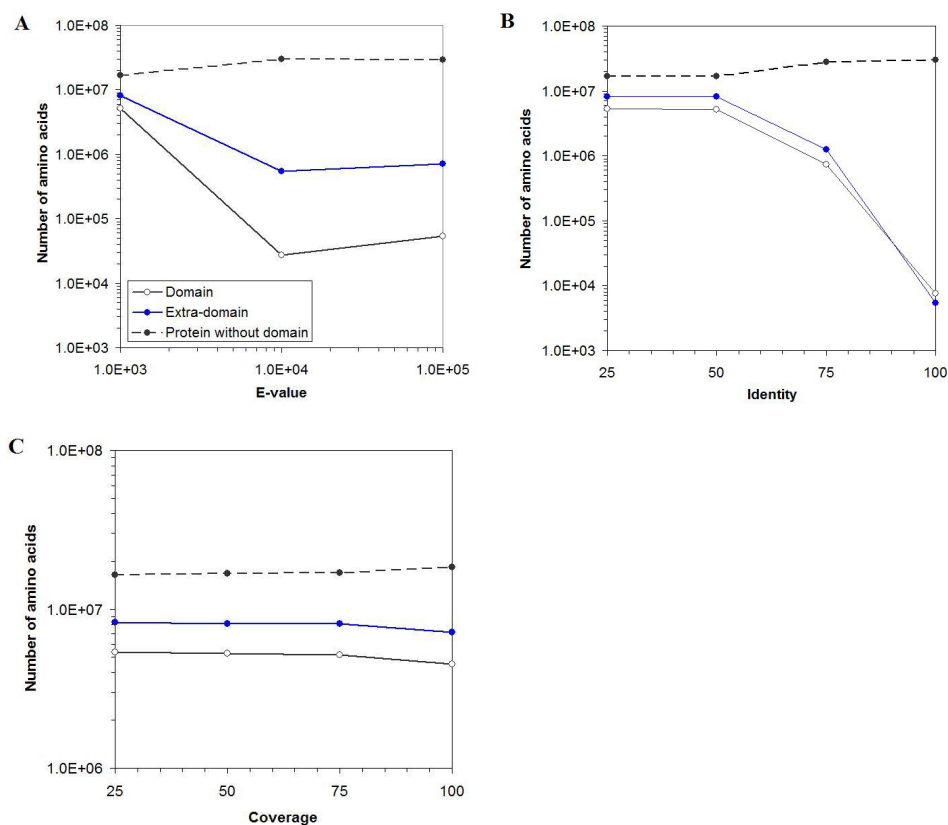 A
Number of amino acids
1.0E+08
1.0E+07
1.0E+06
1.0E+05
1.0E+04
1.0E+03
Domain
Extra-domain
Protein without domain
1.0E+03
1.0E+04
1.0E+05
E-value
B
Number of amino acids
1.0E+08
1.0E+07
1.0E+06
1.0E+05
1.0E+04
1.0E+03
25
50
75
100
Identity
C
Number of amino acids
1.0E+08
1.0E+07
1.0E+06
25
50
75
100
Coverage